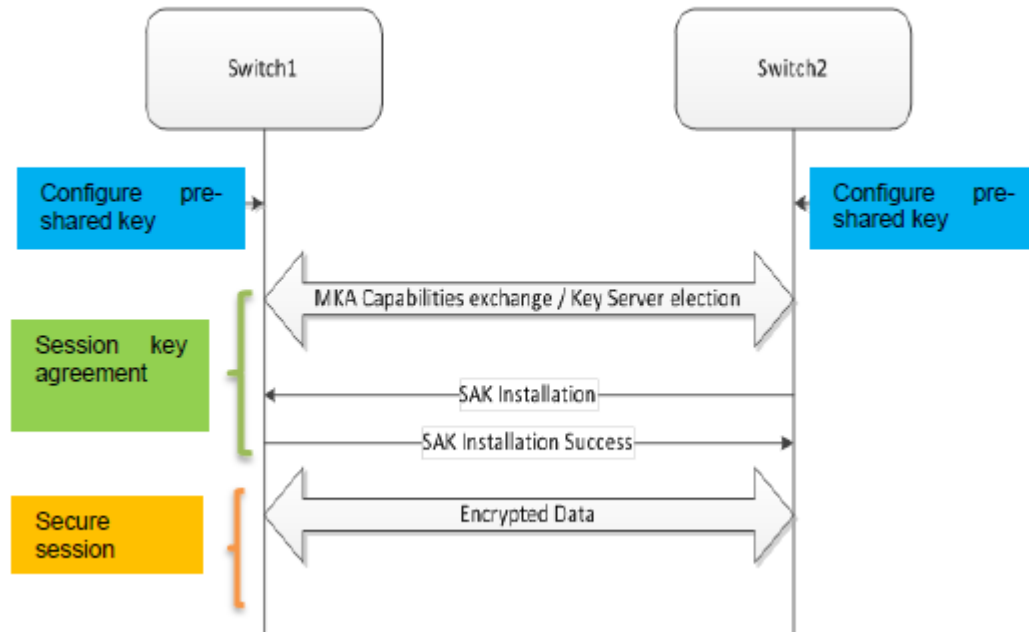 Switch1
Switch2
Configure pre-
shared key
Configure pre-
shared key
MKA Capabilities exchange / Key Server election
Session key
agreement
SAK Installation
SAK Installation Success
Secure
session
Encrypted Data